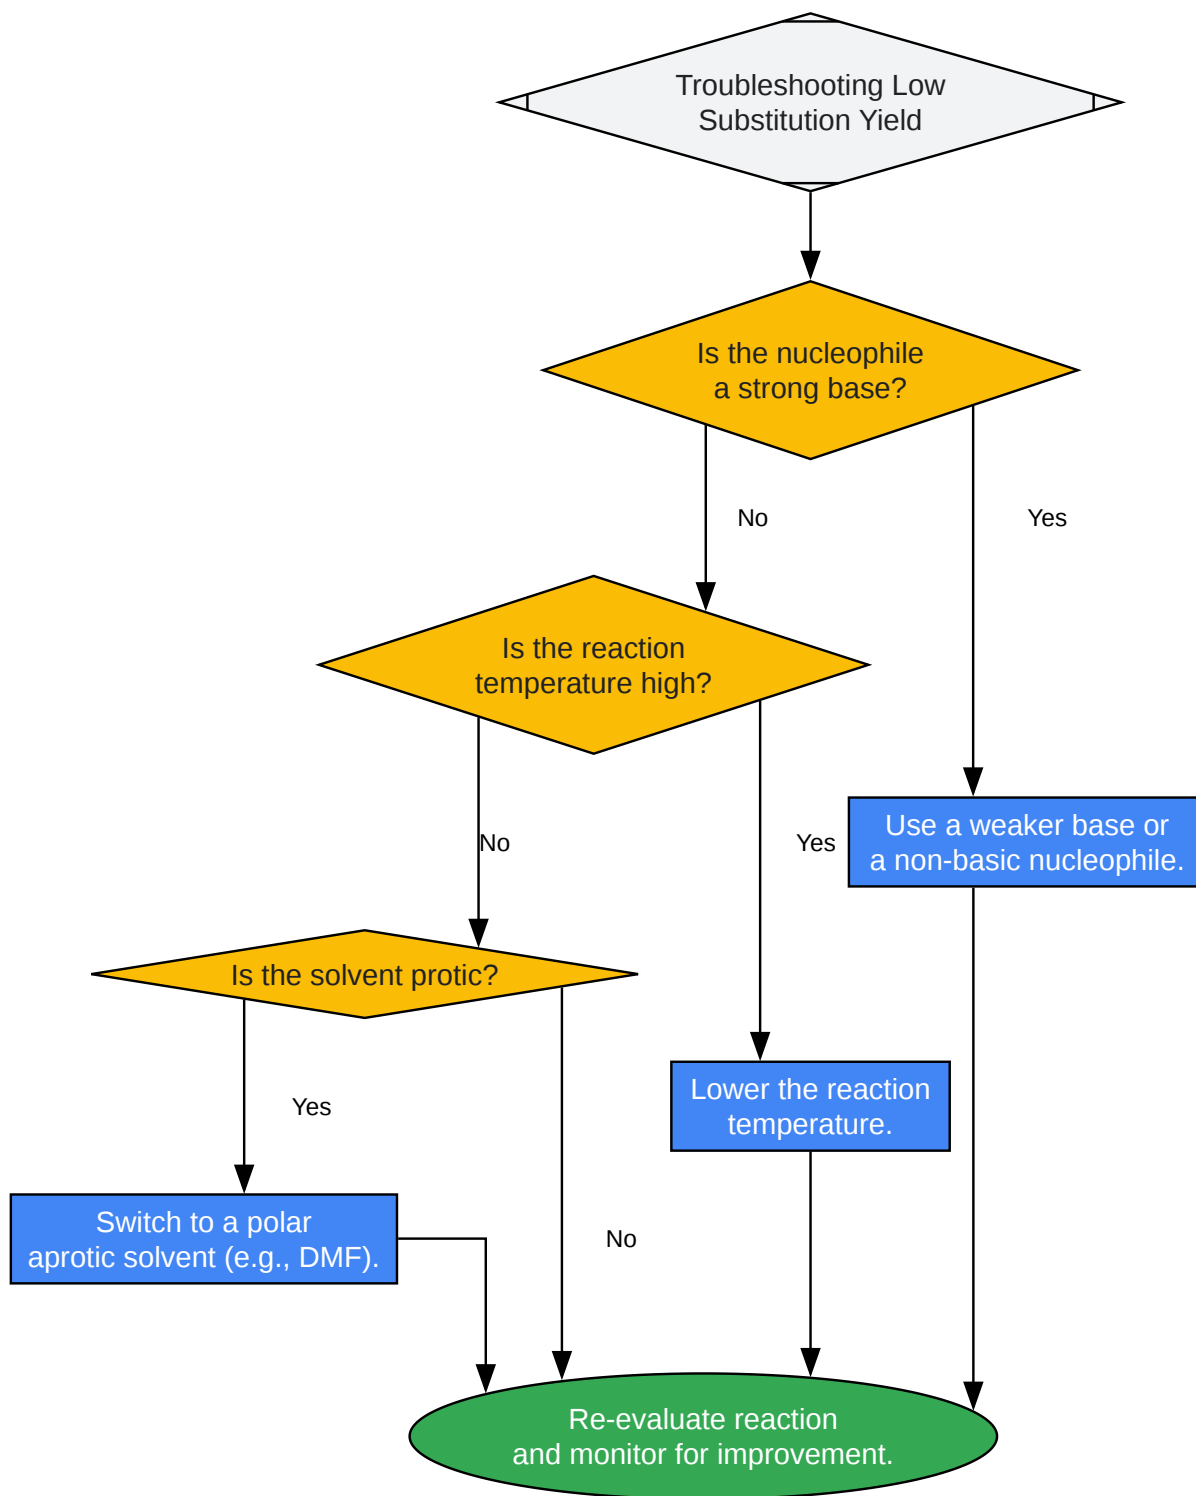 Troubleshooting Low
Substitution Yield
Is the nucleophile
a strong base?
No
Yes
Is the reaction
temperature high?
No
Yes
Use a weaker base or
a non-basic nucleophile.
Is the solvent protic?
Yes
Lower the reaction
temperature.
Switch to a polar
aprotic solvent (e.g., DMF).
No
Re-evaluate reaction
and monitor for improvement.